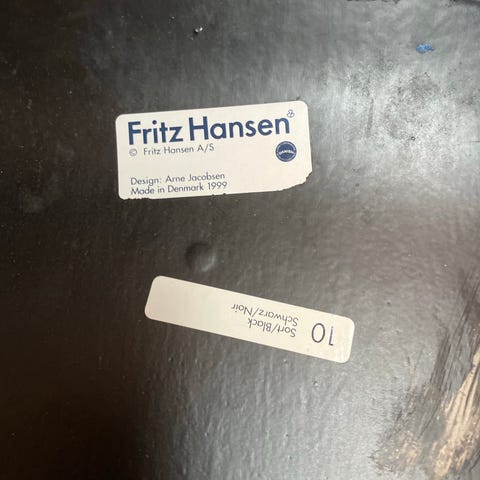 Fritz Hansen
© Fritz Hansen A/S
Design: Arne Jacobsen
Made in Denmark 1999
10
Sort/Black
Schwarz/Noir